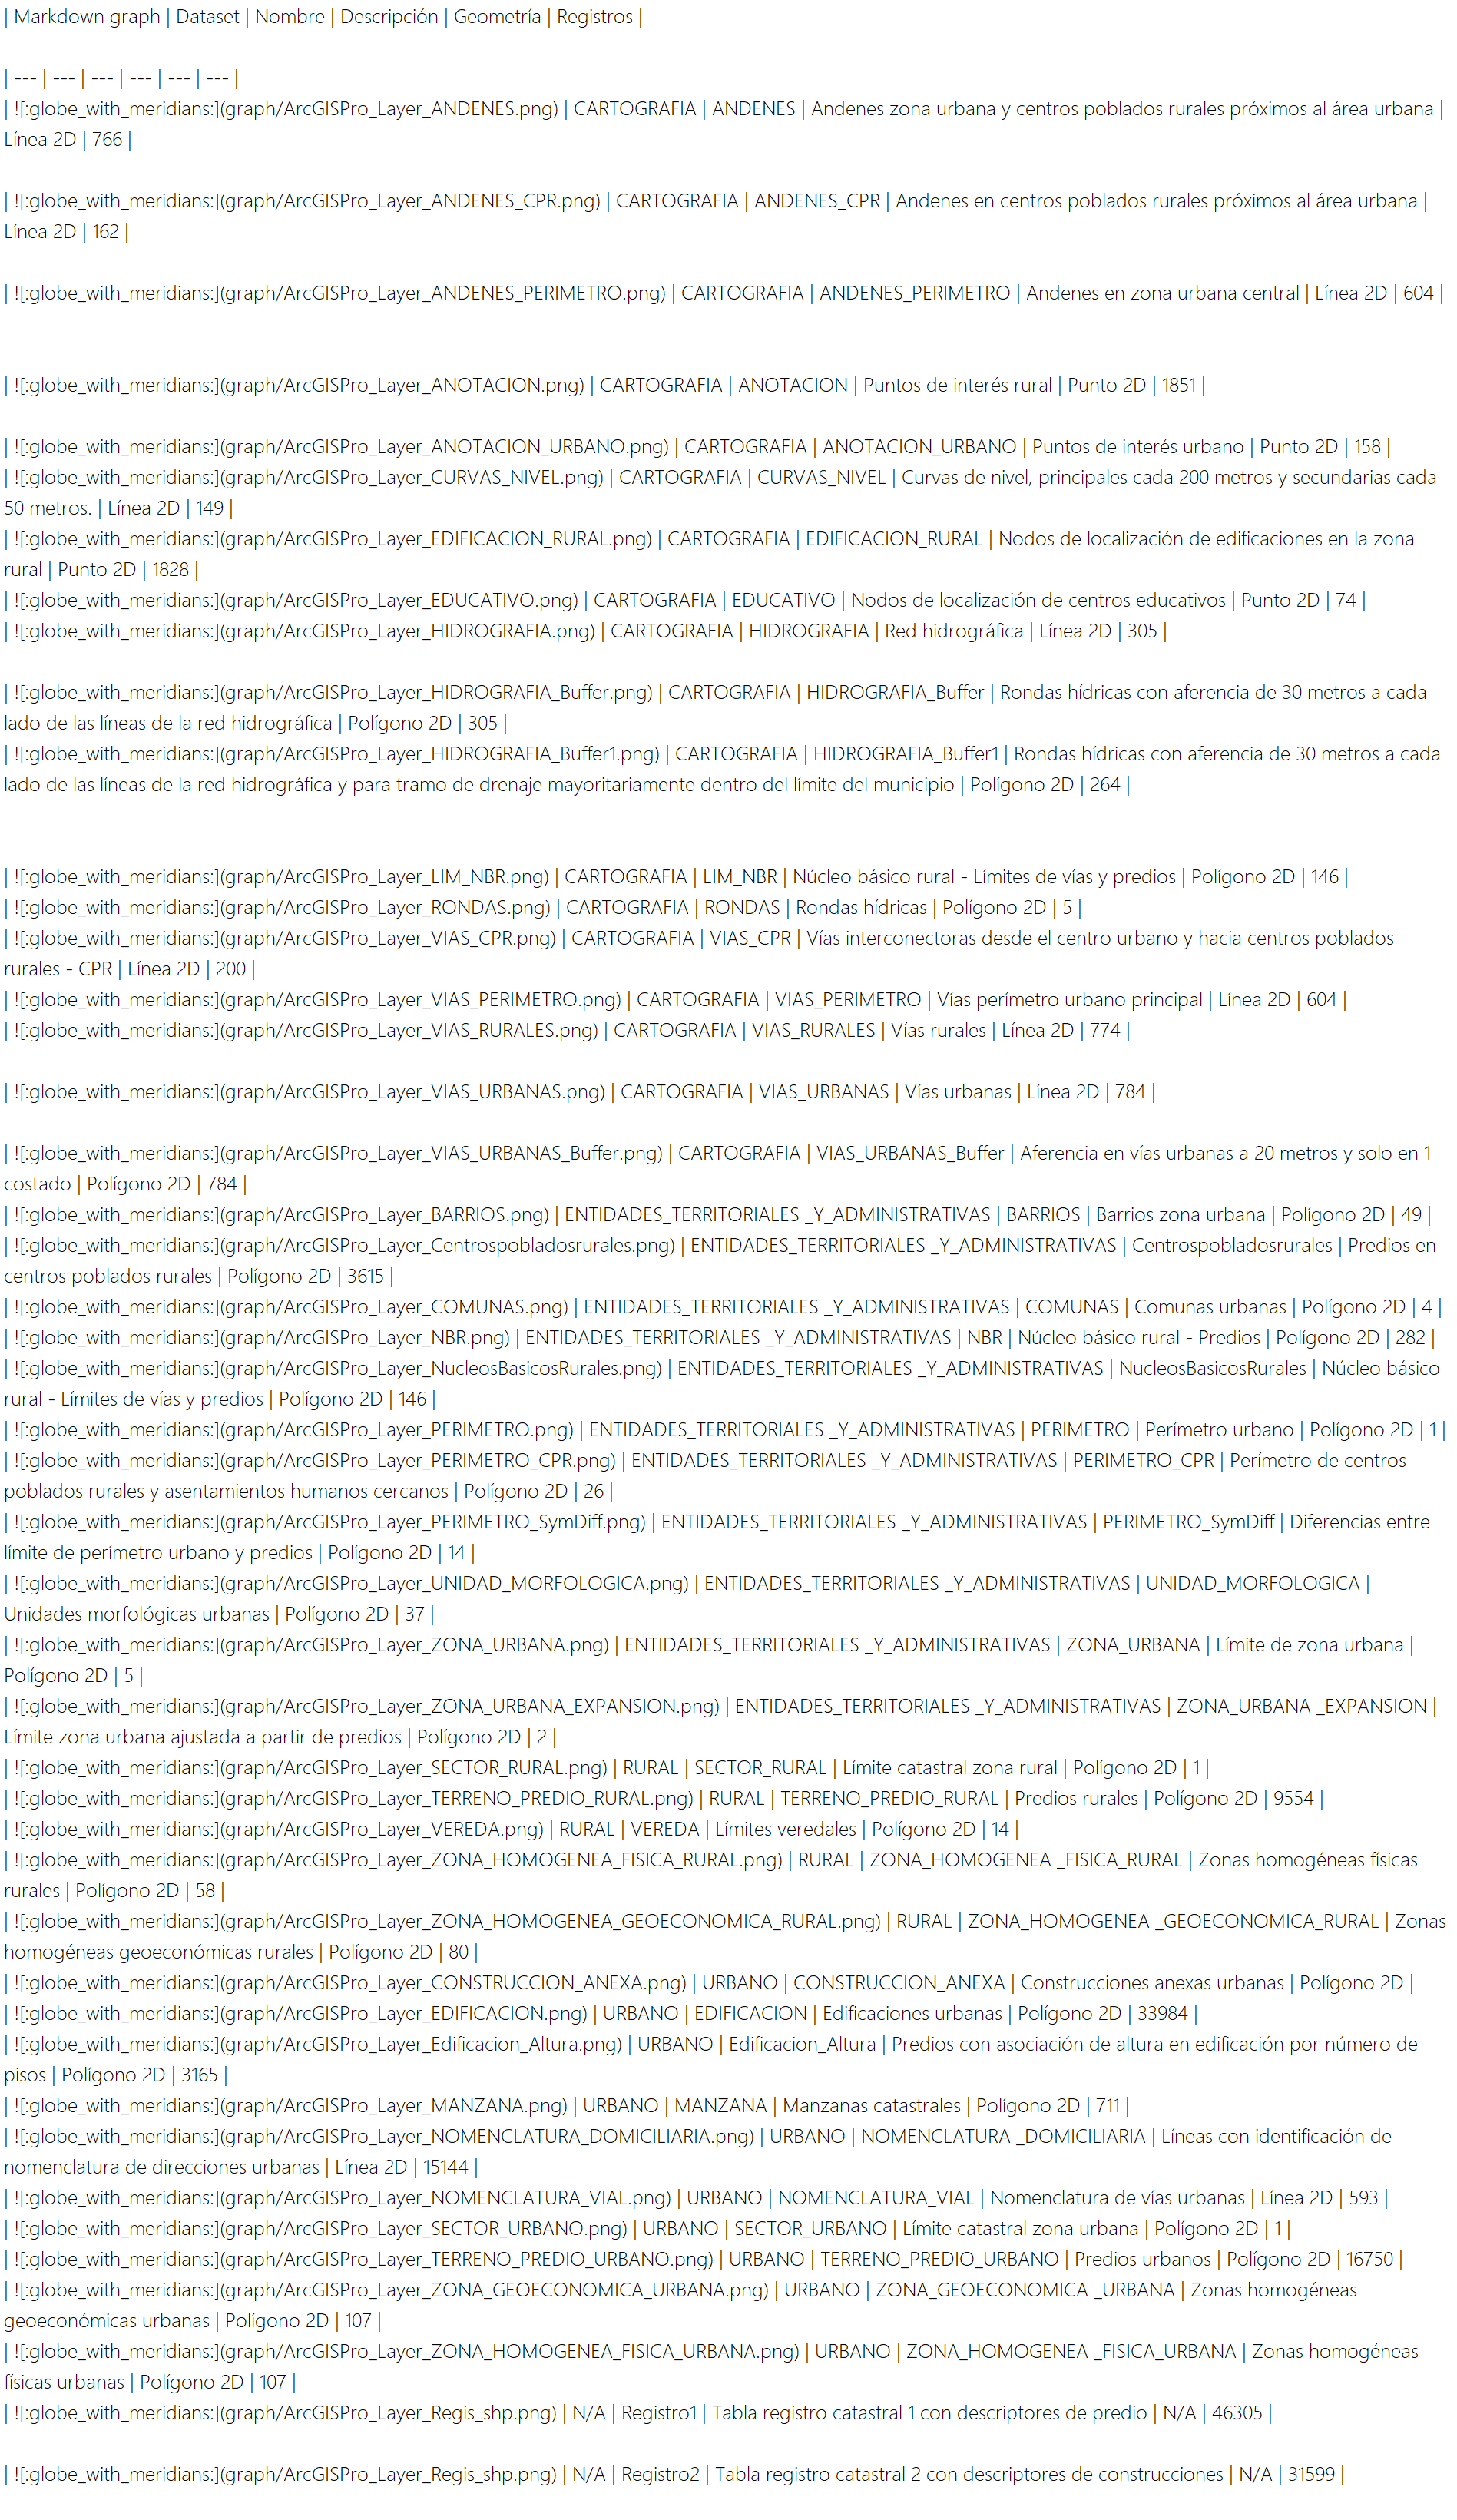 | Markdown graph | Dataset | Nombre | Descripción | Geometría | Registros |
| --- | --- | --- | --- | --- | --- |
| ![:globe_with_meridians:](graph/ArcGISPro_Layer_ANDENES.png) | CARTOGRAFIA | ANDENES | Andenes zona urbana y centros poblados rurales próximos al área urbana |
Línea 2D | 766 |
| ![:globe_with_meridians:](graph/ArcGISPro_Layer_ANDENES_CPR.png) | CARTOGRAFIA | ANDENES_CPR | Andenes en centros poblados rurales próximos al área urbana |
Línea 2D | 162 |
| ![:globe_with_meridians:](graph/ArcGISPro_Layer_ANDENES_PERIMETRO.png) | CARTOGRAFIA | ANDENES_PERIMETRO | Andenes en zona urbana central | Línea 2D | 604 |
| ![:globe_with_meridians:](graph/ArcGISPro_Layer_ANOTACION.png) | CARTOGRAFIA | ANOTACION | Puntos de interés rural | Punto 2D | 1851 |
| ![:globe_with_meridians:](graph/ArcGISPro_Layer_ANOTACION_URBANO.png) | CARTOGRAFIA | ANOTACION_URBANO | Puntos de interés urbano | Punto 2D | 158 |
| ![:globe_with_meridians:](graph/ArcGISPro_Layer_CURVAS_NIVEL.png) | CARTOGRAFIA | CURVAS_NIVEL | Curvas de nivel, principales cada 200 metros y secundarias cada
50 metros. | Línea 2D | 149 |
| ![:globe_with_meridians:](graph/ArcGISPro_Layer_EDIFICACION_RURAL.png) | CARTOGRAFIA | EDIFICACION_RURAL | Nodos de localización de edificaciones en la zona
rural | Punto 2D | 1828 |
| ![:globe_with_meridians:](graph/ArcGISPro_Layer_EDUCATIVO.png) | CARTOGRAFIA | EDUCATIVO | Nodos de localización de centros educativos | Punto 2D | 74 |
| ![:globe_with_meridians:](graph/ArcGISPro_Layer_HIDROGRAFIA.png) | CARTOGRAFIA | HIDROGRAFIA | Red hidrográfica | Línea 2D | 305 |
| ![:globe_with_meridians:](graph/ArcGISPro_Layer_HIDROGRAFIA_Buffer.png) | CARTOGRAFIA | HIDROGRAFIA_Buffer | Rondas hídricas con aferencia de 30 metros a cada
lado de las líneas de la red hidrográfica | Polígono 2D | 305 |
| ![:globe_with_meridians:](graph/ArcGISPro_Layer_HIDROGRAFIA_Buffer1.png) | CARTOGRAFIA | HIDROGRAFIA_Buffer1 | Rondas hídricas con aferencia de 30 metros a cada
lado de las líneas de la red hidrográfica y para tramo de drenaje mayoritariamente dentro del límite del municipio | Polígono 2D | 264 |
| ![:globe_with_meridians:](graph/ArcGISPro_Layer_LIM_NBR.png) | CARTOGRAFIA | LIM_NBR | Núcleo básico rural - Límites de vías y predios | Polígono 2D | 146 |
| ![:globe_with_meridians:](graph/ArcGISPro_Layer_RONDAS.png) | CARTOGRAFIA | RONDAS | Rondas hídricas | Polígono 2D | 5 |
| ![:globe_with_meridians:](graph/ArcGISPro_Layer_VIAS_CPR.png) | CARTOGRAFIA | VIAS_CPR | Vías interconectoras desde el centro urbano y hacia centros poblados
rurales - CPR | Línea 2D | 200 |
| ![:globe_with_meridians:](graph/ArcGISPro_Layer_VIAS_PERIMETRO.png) | CARTOGRAFIA | VIAS_PERIMETRO | Vías perímetro urbano principal | Línea 2D | 604 |
| ![:globe_with_meridians:](graph/ArcGISPro_Layer_VIAS_RURALES.png) | CARTOGRAFIA | VIAS_RURALES | Vías rurales | Línea 2D | 774 |
| ![:globe_with_meridians:](graph/ArcGISPro_Layer_VIAS_URBANAS.png) | CARTOGRAFIA | VIAS_URBANAS | Vías urbanas | Línea 2D | 784 |
| ![:globe_with_meridians:](graph/ArcGISPro_Layer_VIAS_URBANAS_Buffer.png) | CARTOGRAFIA | VIAS_URBANAS_Buffer | Aferencia en vías urbanas a 20 metros y solo en 1
costado | Polígono 2D | 784 |
| ![:globe_with_meridians:](graph/ArcGISPro_Layer_BARRIOS.png) | ENTIDADES_TERRITORIALES _Y_ADMINISTRATIVAS | BARRIOS | Barrios zona urbana | Polígono 2D | 49 |
| ![:globe_with_meridians:](graph/ArcGISPro_Layer_Centrospobladosrurales.png) | ENTIDADES_TERRITORIALES _Y_ADMINISTRATIVAS | Centrospobladosrurales | Predios en
centros poblados rurales | Polígono 2D | 3615 |
| ![:globe_with_meridians:](graph/ArcGISPro_Layer_COMUNAS.png) | ENTIDADES_TERRITORIALES _Y_ADMINISTRATIVAS | COMUNAS | Comunas urbanas | Polígono 2D | 4 |
| ![:globe_with_meridians:](graph/ArcGISPro_Layer_NBR.png) | ENTIDADES_TERRITORIALES _Y_ADMINISTRATIVAS | NBR | Núcleo básico rural - Predios | Polígono 2D | 282 |
| ![:globe_with_meridians:](graph/ArcGISPro_Layer_NucleosBasicosRurales.png) | ENTIDADES_TERRITORIALES _Y_ADMINISTRATIVAS | NucleosBasicosRurales | Núcleo básico
rural - Límites de vías y predios | Polígono 2D | 146 |
| ![:globe_with_meridians:](graph/ArcGISPro_Layer_PERIMETRO.png) | ENTIDADES_TERRITORIALES _Y_ADMINISTRATIVAS | PERIMETRO | Perímetro urbano | Polígono 2D | 1 |
| ![:globe_with_meridians:](graph/ArcGISPro_Layer_PERIMETRO_CPR.png) | ENTIDADES_TERRITORIALES _Y_ADMINISTRATIVAS | PERIMETRO_CPR | Perímetro de centros
poblados rurales y asentamientos humanos cercanos | Polígono 2D | 26 |
| ![:globe_with_meridians:](graph/ArcGISPro_Layer_PERIMETRO_SymDiff.png) | ENTIDADES_TERRITORIALES _Y_ADMINISTRATIVAS | PERIMETRO_SymDiff | Diferencias entre
límite de perímetro urbano y predios | Polígono 2D | 14 |
| ![:globe_with_meridians:](graph/ArcGISPro_Layer_UNIDAD_MORFOLOGICA.png) | ENTIDADES_TERRITORIALES _Y_ADMINISTRATIVAS | UNIDAD_MORFOLOGICA |
Unidades morfológicas urbanas | Polígono 2D | 37 |
| ![:globe_with_meridians:](graph/ArcGISPro_Layer_ZONA_URBANA.png) | ENTIDADES_TERRITORIALES _Y_ADMINISTRATIVAS | ZONA_URBANA | Límite de zona urbana |
Polígono 2D | 5 |
| ![:globe_with_meridians:](graph/ArcGISPro_Layer_ZONA_URBANA_EXPANSION.png) | ENTIDADES_TERRITORIALES _Y_ADMINISTRATIVAS | ZONA_URBANA _EXPANSION |
Límite zona urbana ajustada a partir de predios | Polígono 2D | 2 |
| ![:globe_with_meridians:](graph/ArcGISPro_Layer_SECTOR_RURAL.png) | RURAL | SECTOR_RURAL | Límite catastral zona rural | Polígono 2D | 1 |
| ![:globe_with_meridians:](graph/ArcGISPro_Layer_TERRENO_PREDIO_RURAL.png) | RURAL | TERRENO_PREDIO_RURAL | Predios rurales | Polígono 2D | 9554 |
| ![:globe_with_meridians:](graph/ArcGISPro_Layer_VEREDA.png) | RURAL | VEREDA | Límites veredales | Polígono 2D | 14 |
| ![:globe_with_meridians:](graph/ArcGISPro_Layer_ZONA_HOMOGENEA_FISICA_RURAL.png) | RURAL | ZONA_HOMOGENEA _FISICA_RURAL | Zonas homogéneas físicas
rurales | Polígono 2D | 58 |
| ![:globe_with_meridians:](graph/ArcGISPro_Layer_ZONA_HOMOGENEA_GEOECONOMICA_RURAL.png) | RURAL | ZONA_HOMOGENEA _GEOECONOMICA_RURAL | Zonas
homogéneas geoeconómicas rurales | Polígono 2D | 80 |
| ![:globe_with_meridians:](graph/ArcGISPro_Layer_CONSTRUCCION_ANEXA.png) | URBANO | CONSTRUCCION_ANEXA | Construcciones anexas urbanas | Polígono 2D |
| ![:globe_with_meridians:](graph/ArcGISPro_Layer_EDIFICACION.png) | URBANO | EDIFICACION | Edificaciones urbanas | Polígono 2D | 33984 |
| ![:globe_with_meridians:](graph/ArcGISPro_Layer_Edificacion_Altura.png) | URBANO | Edificacion_Altura | Predios con asociación de altura en edificación por número de
pisos | Polígono 2D | 3165 |
| ![:globe_with_meridians:](graph/ArcGISPro_Layer_MANZANA.png) | URBANO | MANZANA | Manzanas catastrales | Polígono 2D | 711 |
| ![:globe_with_meridians:](graph/ArcGISPro_Layer_NOMENCLATURA_DOMICILIARIA.png) | URBANO | NOMENCLATURA _DOMICILIARIA | Líneas con identificación de
nomenclatura de direcciones urbanas | Línea 2D | 15144 |
| ![:globe_with_meridians:](graph/ArcGISPro_Layer_NOMENCLATURA_VIAL.png) | URBANO | NOMENCLATURA_VIAL | Nomenclatura de vías urbanas | Línea 2D | 593 |
| ![:globe_with_meridians:](graph/ArcGISPro_Layer_SECTOR_URBANO.png) | URBANO | SECTOR_URBANO | Límite catastral zona urbana | Polígono 2D | 1 |
| ![:globe_with_meridians:](graph/ArcGISPro_Layer_TERRENO_PREDIO_URBANO.png) | URBANO | TERRENO_PREDIO_URBANO | Predios urbanos | Polígono 2D | 16750 |
| ![:globe_with_meridians:](graph/ArcGISPro_Layer_ZONA_GEOECONOMICA_URBANA.png) | URBANO | ZONA_GEOECONOMICA _URBANA | Zonas homogéneas
geoeconómicas urbanas | Polígono 2D | 107 |
| ![:globe_with_meridians:](graph/ArcGISPro_Layer_ZONA_HOMOGENEA_FISICA_URBANA.png) | URBANO | ZONA_HOMOGENEA _FISICA_URBANA | Zonas homogéneas
físicas urbanas | Polígono 2D | 107 |
| ![:globe_with_meridians:](graph/ArcGISPro_Layer_Regis_shp.png) | N/A | Registro1 | Tabla registro catastral 1 con descriptores de predio | N/A | 46305 |
| ![:globe_with_meridians:](graph/ArcGISPro_Layer_Regis_shp.png) | N/A | Registro2 | Tabla registro catastral 2 con descriptores de construcciones | N/A | 31599 |